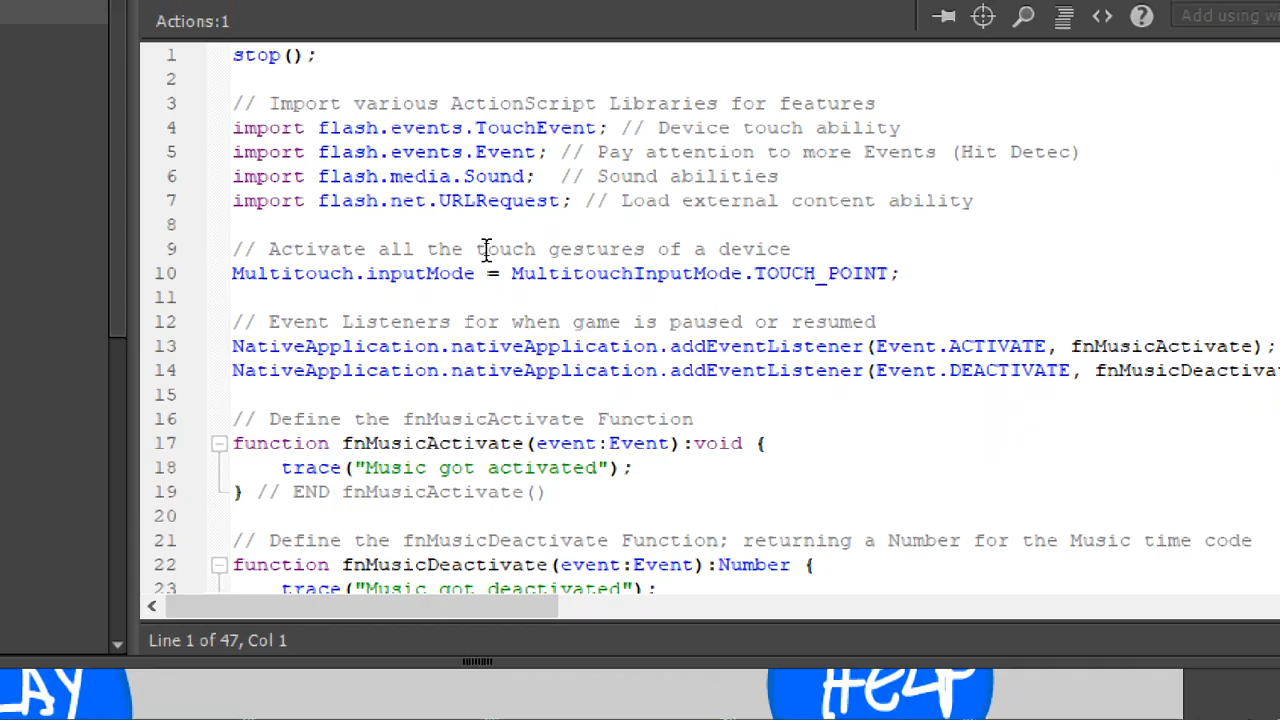 Actions:1
Add using wi
1 stop();
2
3 // Import various ActionScript Libraries for features
4 import flash.events.TouchEvent; // Device touch ability
5 import flash.events.Event; // Pay attention to more Events (Hit Detec)
6 import flash.media.Sound;  // Sound abilities
7 import flash.net.URLRequest; // Load external content ability
8
9 // Activate all the touch gestures of a device
10 Multitouch.inputMode = MultitouchInputMode.TOUCH_POINT;
11
12 // Event Listeners for when game is paused or resumed
13 NativeApplication.nativeApplication.addEventListener(Event.ACTIVATE, fnMusicActivate);
14 NativeApplication.nativeApplication.addEventListener(Event.DEACTIVATE, fnMusicDeactiva
15
16 // Define the fnMusicActivate Function
17 function fnMusicActivate(event:Event):void {
18     trace("Music got activated");
19 } // END fnMusicActivate()
20
21 // Define the fnMusicDeactivate Function; returning a Number for the Music time code
22 function fnMusicDeactivate(event:Event):Number {
23     trace("Music got deactivated");
Line 1 of 47, Col 1
LAY HELP